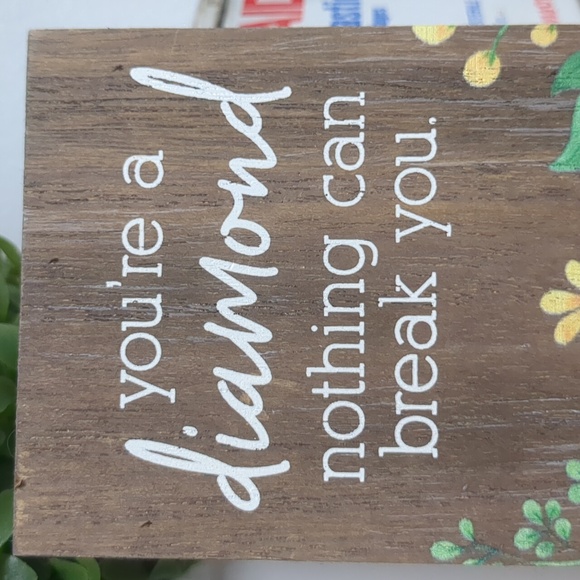 you're a
diamond
nothing can
break you.